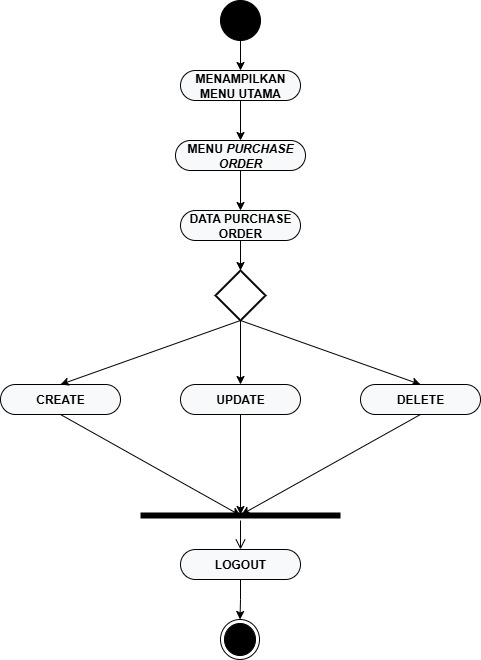 MENAMPILKAN
MENU UTAMA
MENU PURCHASE
ORDER
DATA PURCHASE
ORDER
CREATE
UPDATE
DELETE
LOGOUT